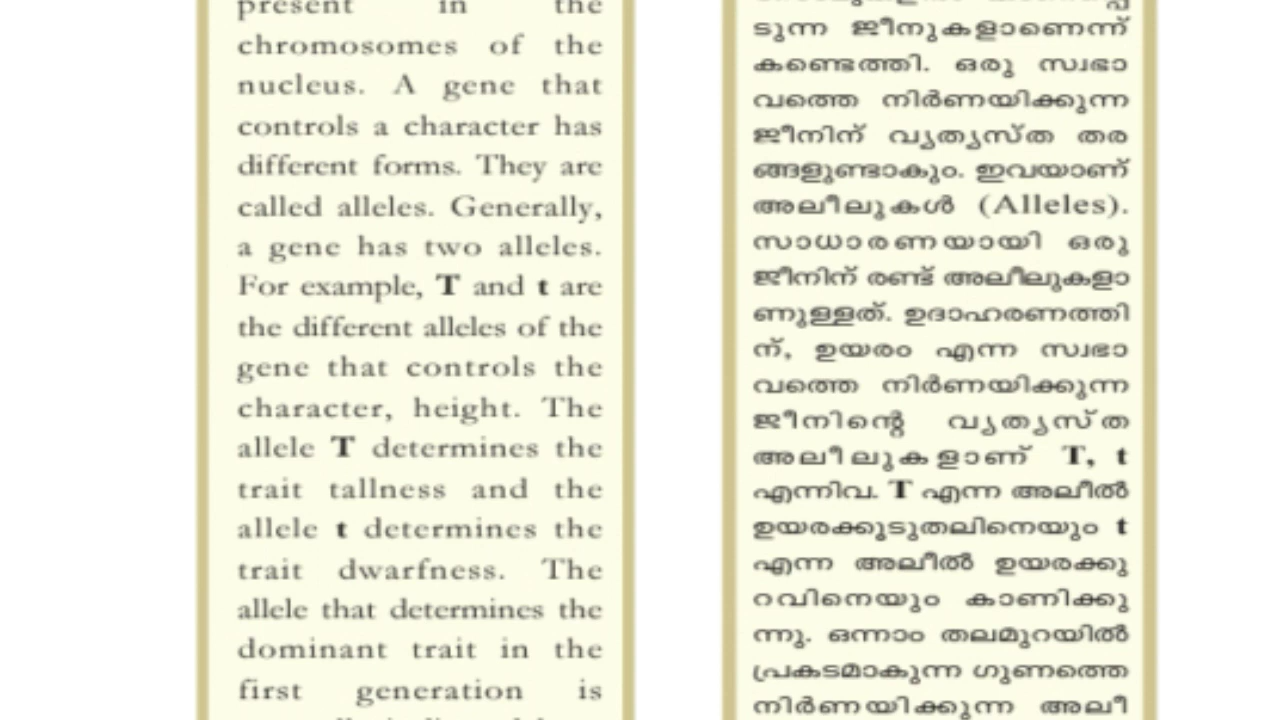 present in the
chromosomes of the
nucleus. A gene that
controls a character has
different forms. They are
called alleles. Generally,
a gene has two alleles.
For example, T and t are
the different alleles of the
gene that controls the
character, height. The
allele T determines the
trait tallness and the
allele t determines the
trait dwarfness. The
allele that determines the
dominant trait in the
first generation is
ടുന്ന ജീനുകളാണെന്ന്
കണ്ടെത്തി. ഒരു സ്വഭാ
വത്തെ നിർണയിക്കുന്ന
ജീനിന് വ്യത്യസ്ത തര
ങ്ങളുണ്ടാകും. ഇവയാണ്
അലീലുകൾ (Alleles).
സാധാരണയായി ഒരു
ജീനിന് രണ്ട് അലീലുകളാ
ണുള്ളത്. ഉദാഹരണത്തി
ന്, ഉയരം എന്ന സ്വഭാ
വത്തെ നിർണയിക്കുന്ന
ജീനിന്റെ വ്യത്യസ്ത
അലീലുകളാണ് T, t
എന്നിവ. T എന്ന അലീൽ
ഉയരക്കൂടുതലിനെയും t
എന്ന അലീൽ ഉയരക്കു
റവിനെയും കാണിക്കു
ന്നു. ഒന്നാം തലമുറയിൽ
പ്രകടമാകുന്ന ഗുണത്തെ
നിർണയിക്കുന്ന അലീ